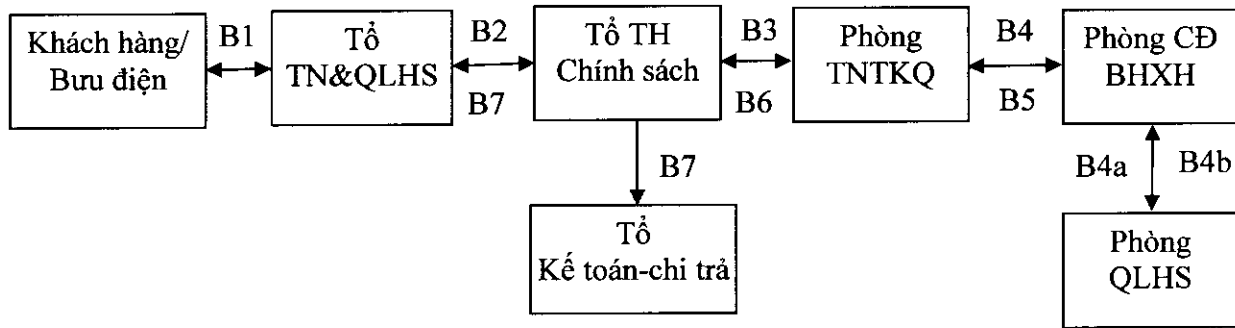 Khách hàng/
Bưu điện
B1
Tổ
TN&QLHS
B2
B7
Tổ TH
Chính sách
B3
B6
Phòng
TNTKQ
B4
B5
Phòng CĐ
BHXH
B7
B4a
B4b
Tổ
Kế toán-chi trả
Phòng
QLHS